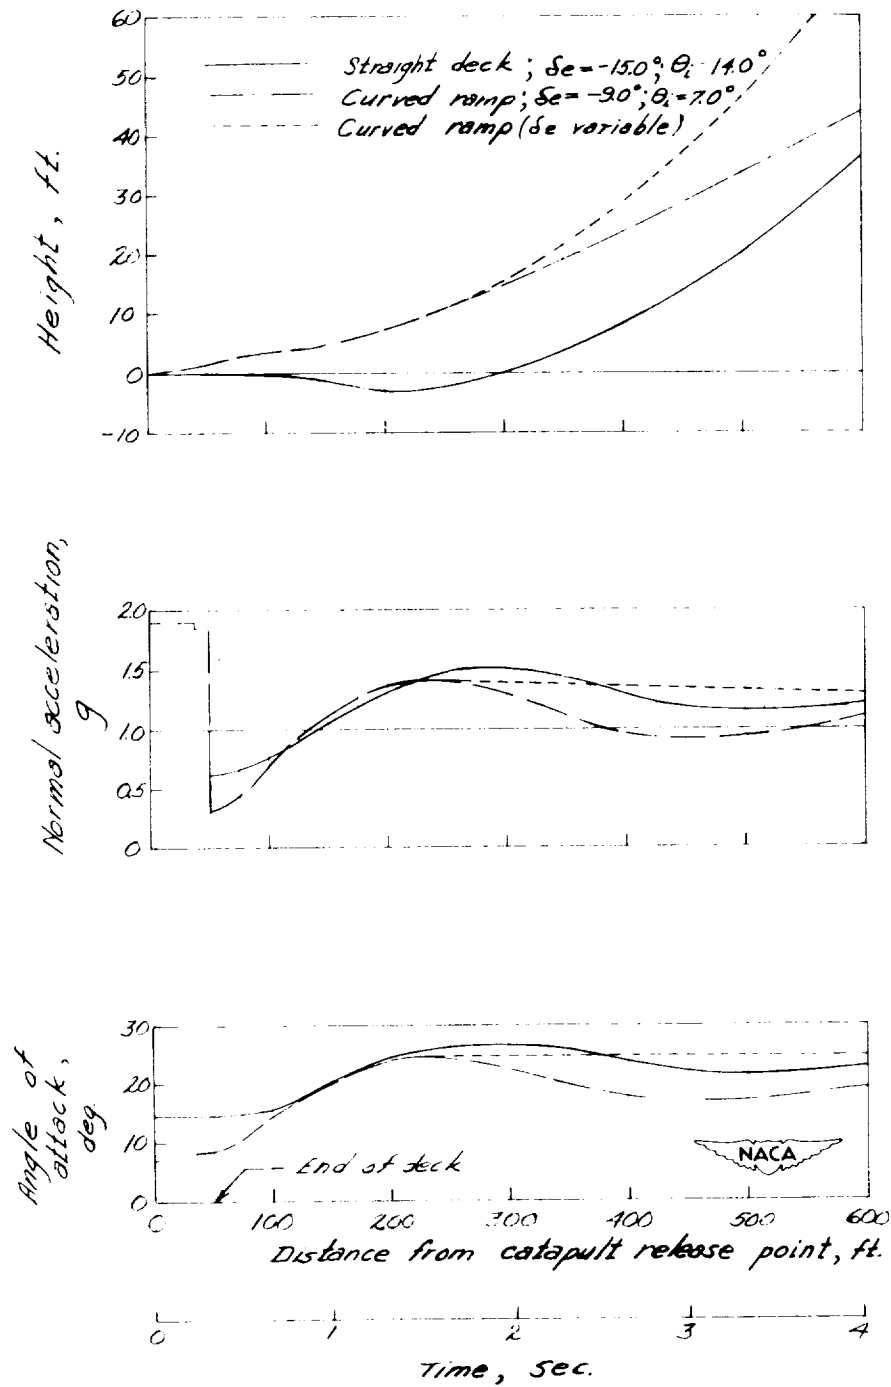 60
50
40
30
20
10
0
-10
Height, ft.
Straight deck; δe=-15.0°; θi 14.0°
Curved ramp; δe=-9.0°; θi=7.0°
Curved ramp (δe variable)
2.0
1.5
1.0
0.5
0
Normal acceleration,
g
30
20
10
0
Angle of
attack,
deg.
End of deck
NACA
0 100 200 300 400 500 600
Distance from catapult release point, ft.
0 1 2 3 4
Time, sec.